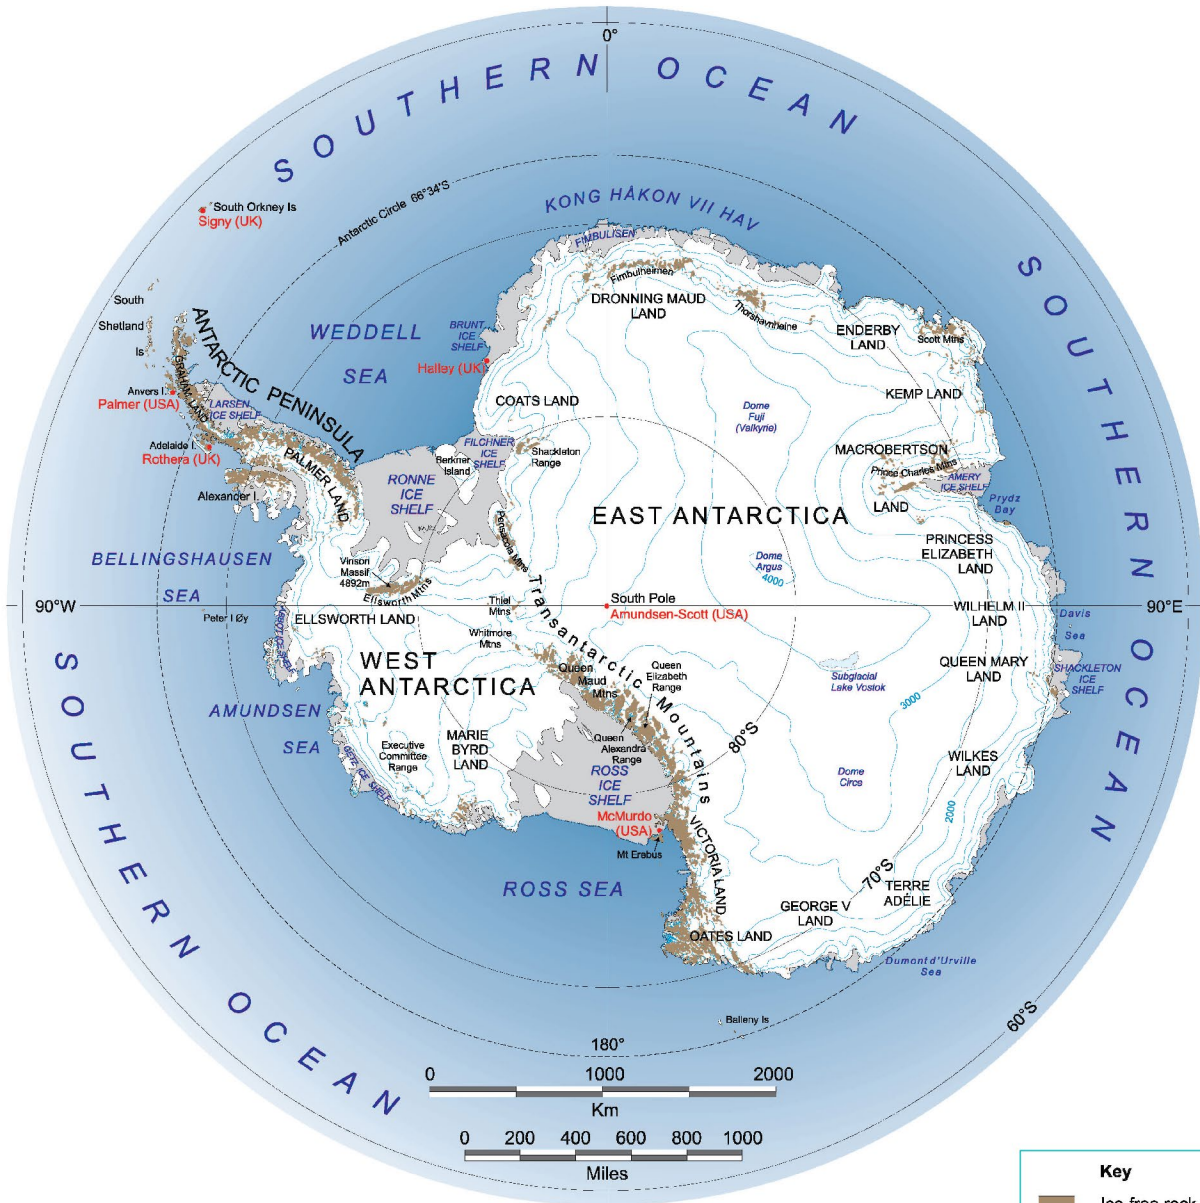 0°
SOUTHERN OCEAN
Antarctic Circle 66°34'S
South Orkney Is
Signy (UK)
KONG HÅKON VII HAV
FIMBULISEN
Fimbulheimen
DRONNING MAUD
LAND
Thorshavnheine
ENDERBY
LAND
Scott Mtns
SOUTHERN OCEAN
South
Shetland
Is
ANTARCTIC PENINSULA
GRAHAM LAND
WEDDELL
SEA
BRUNT
ICE
SHELF
Halley (UK)
Anvers I.
Palmer (USA)
LARSEN
ICE SHELF
COATS LAND
Dome
Fuji
(Valkyrie)
KEMP LAND
Adelaide I.
Rothera (UK)
PALMER LAND
Alexander I.
FILCHNER
ICE
SHELF
Berkner
Island
Shackleton
Range
RONNE
ICE
SHELF
MACROBERTSON
LAND
Prince Charles Mtns
AMERY
ICE SHELF
Prydz
Bay
EAST ANTARCTICA
Pensacola Mtns
PRINCESS
ELIZABETH
LAND
BELLINGSHAUSEN
SEA
Vinson
Massif
4892m
Ellsworth Mtns
Dome
Argus
4000
90°W
Peter I Øy
ABBOT ICE SHELF
ELLSWORTH LAND
Thiel
Mtns
South Pole
Amundsen-Scott (USA)
WILHELM II
LAND
Davis
Sea
90°E
Whitmore
Mtns
Transantarctic Mountains
WEST
ANTARCTICA
Queen
Maud
Mtns
Queen
Elizabeth
Range
QUEEN MARY
LAND
SHACKLETON
ICE
SHELF
Subglacial
Lake Vostok
3000
AMUNDSEN
SEA
GETZ ICE SHELF
Executive
Committee
Range
MARIE
BYRD
LAND
Queen
Alexandra
Range
80°S
ROSS
ICE
SHELF
Dome
Circe
WILKES
LAND
2000
McMurdo
(USA)
Mt Erebus
VICTORIA LAND
ROSS SEA
70°S
TERRE
ADÉLIE
GEORGE V
LAND
OATES LAND
Dumont d'Urville
Sea
SOUTHERN OCEAN
Balleny Is
60°S
180°
0 1000 2000
Km
0 200 400 600 800 1000
Miles
Key